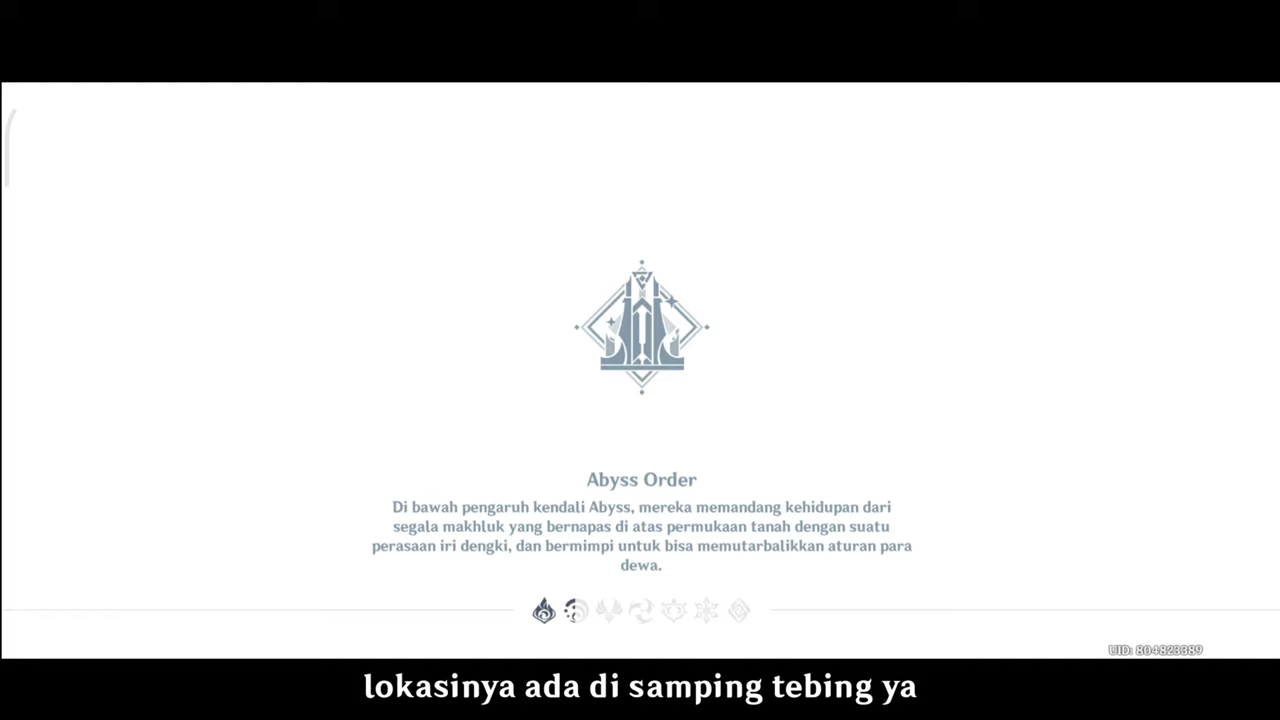 Abyss Order
Di bawah pengaruh kendali Abyss, mereka memandang kehidupan dari
segala makhluk yang bernapas di atas permukaan tanah dengan suatu
perasaan iri dengki, dan bermimpi untuk bisa memutarbalikkan aturan para
dewa.
UID: 804823389
lokasinya ada di samping tebing ya